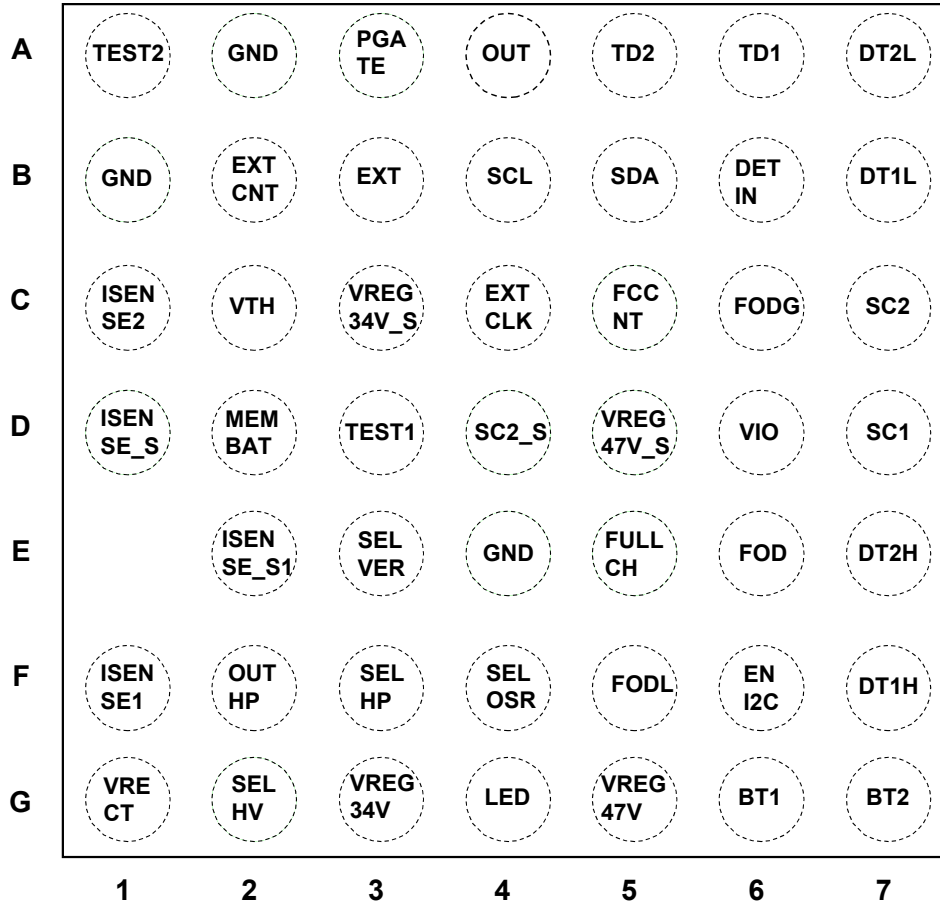 A
TEST2
GND
PGA
TE
OUT
TD2
TD1
DT2L
B
GND
EXT
CNT
EXT
SCL
SDA
DET
IN
DT1L
C
ISEN
SE2
VTH
VREG
34V_S
EXT
CLK
FCC
NT
FODG
SC2
D
ISEN
SE_S
MEM
BAT
TEST1
SC2_S
VREG
47V_S
VIO
SC1
E
ISEN
SE_S1
SEL
VER
GND
FULL
CH
FOD
DT2H
F
ISEN
SE1
OUT
HP
SEL
HP
SEL
OSR
FODL
EN
I2C
DT1H
G
VRE
CT
SEL
HV
VREG
34V
LED
VREG
47V
BT1
BT2
1 2 3 4 5 6 7